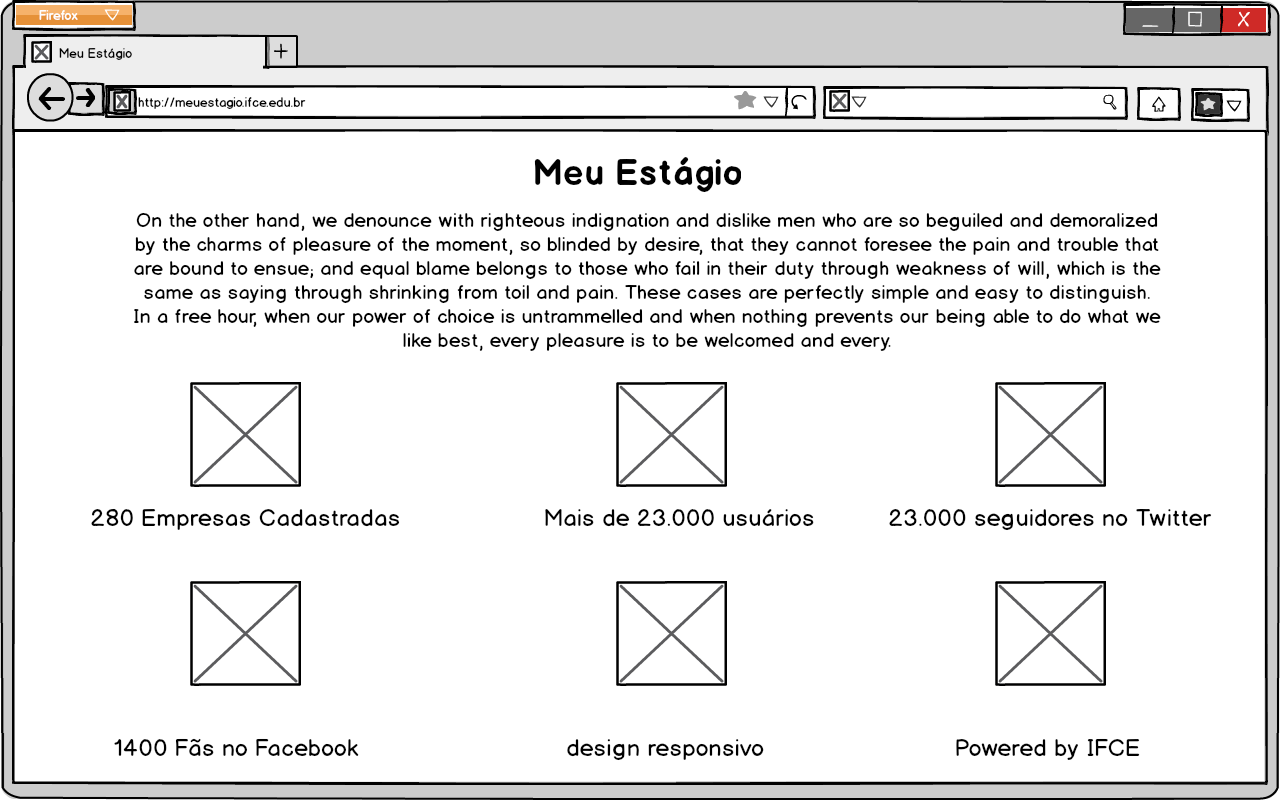 Firefox
Meu Estágio
http://meuestagio.ifce.edu.br
Meu Estágio
On the other hand, we denounce with righteous indignation and dislike men who are so beguiled and demoralized
by the charms of pleasure of the moment, so blinded by desire, that they cannot foresee the pain and trouble that
are bound to ensue; and equal blame belongs to those who fail in their duty through weakness of will, which is the
same as saying through shrinking from toil and pain. These cases are perfectly simple and easy to distinguish.
In a free hour, when our power of choice is untrammelled and when nothing prevents our being able to do what we
like best, every pleasure is to be welcomed and every.
280 Empresas Cadastradas
Mais de 23.000 usuários
23.000 seguidores no Twitter
1400 Fãs no Facebook
design responsivo
Powered by IFCE